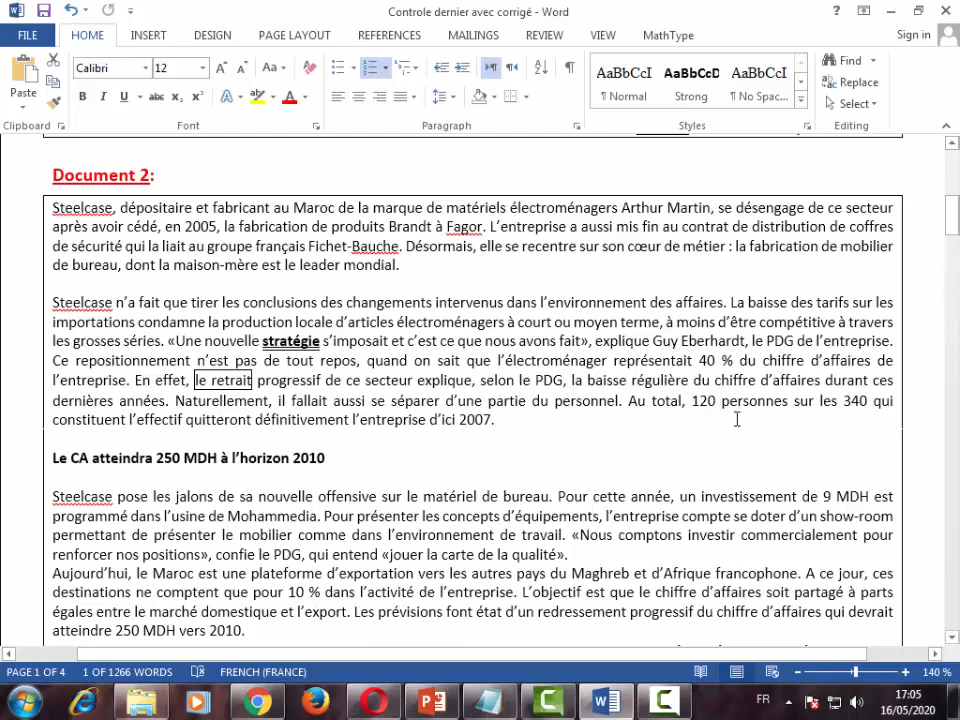 Controle dernier avec corrigé - Word
?
FILE HOME INSERT DESIGN PAGE LAYOUT REFERENCES MAILINGS REVIEW VIEW MathType Sign in
Paste
Calibri 12 A A Aa
B I U abc x₂ x² A ab A
AaBbCcI AaBbCcD AaBbCcI
¶ Normal Strong ¶ No Spac...
Find
Replace
Select
Clipboard Font Paragraph Styles Editing
Document 2:
Steelcase, dépositaire et fabricant au Maroc de la marque de matériels électroménagers Arthur Martin, se désengage de ce secteur
après avoir cédé, en 2005, la fabrication de produits Brandt à Fagor. L’entreprise a aussi mis fin au contrat de distribution de coffres
de sécurité qui la liait au groupe français Fichet-Bauche. Désormais, elle se recentre sur son cœur de métier : la fabrication de mobilier
de bureau, dont la maison-mère est le leader mondial.
Steelcase n’a fait que tirer les conclusions des changements intervenus dans l’environnement des affaires. La baisse des tarifs sur les
importations condamne la production locale d’articles électroménagers à court ou moyen terme, à moins d’être compétitive à travers
les grosses séries. «Une nouvelle stratégie s’imposait et c’est ce que nous avons fait», explique Guy Eberhardt, le PDG de l’entreprise.
Ce repositionnement n’est pas de tout repos, quand on sait que l’électroménager représentait 40 % du chiffre d’affaires de
l’entreprise. En effet, le retrait progressif de ce secteur explique, selon le PDG, la baisse régulière du chiffre d’affaires durant ces
dernières années. Naturellement, il fallait aussi se séparer d’une partie du personnel. Au total, 120 personnes sur les 340 qui
constituent l’effectif quitteront définitivement l’entreprise d’ici 2007.
Le CA atteindra 250 MDH à l’horizon 2010
Steelcase pose les jalons de sa nouvelle offensive sur le matériel de bureau. Pour cette année, un investissement de 9 MDH est
programmé dans l’usine de Mohammedia. Pour présenter les concepts d’équipements, l’entreprise compte se doter d’un show-room
permettant de présenter le mobilier comme dans l’environnement de travail. «Nous comptons investir commercialement pour
renforcer nos positions», confie le PDG, qui entend «jouer la carte de la qualité».
Aujourd’hui, le Maroc est une plateforme d’exportation vers les autres pays du Maghreb et d’Afrique francophone. A ce jour, ces
destinations ne comptent que pour 10 % dans l’activité de l’entreprise. L’objectif est que le chiffre d’affaires soit partagé à parts
égales entre le marché domestique et l’export. Les prévisions font état d’un redressement progressif du chiffre d’affaires qui devrait
atteindre 250 MDH vers 2010.
PAGE 1 OF 4 1 OF 1266 WORDS FRENCH (FRANCE) 140 %
FR 17:05
16/05/2020